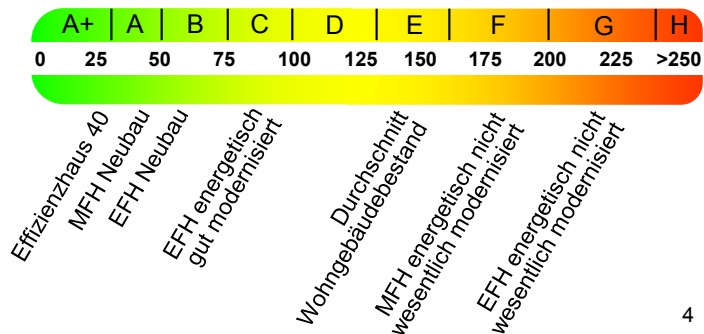 A+ | A | B | C | D | E | F | G | H
0 25 50 75 100 125 150 175 200 225 >250
Effizienzhaus 40
MFH Neubau
EFH Neubau
EFH energetisch
gut modernisiert
Durchschnitt
Wohngebäudebestand
MFH energetisch nicht
wesentlich modernisiert
EFH energetisch nicht
wesentlich modernisiert
4